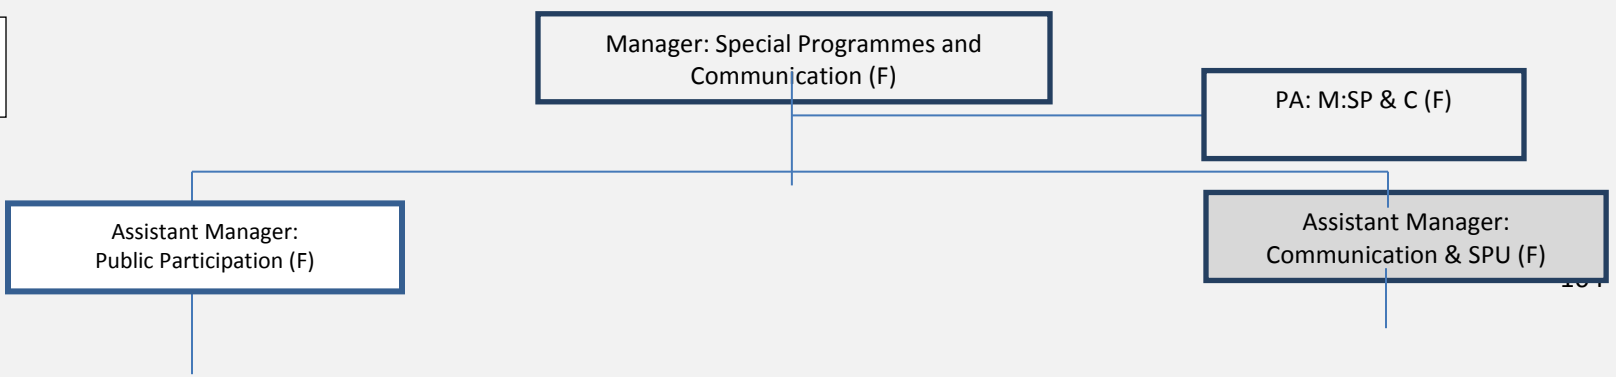 Manager: Special Programmes and
Communication (F)
PA: M:SP & C (F)
Assistant Manager:
Public Participation (F)
Assistant Manager:
Communication & SPU (F)